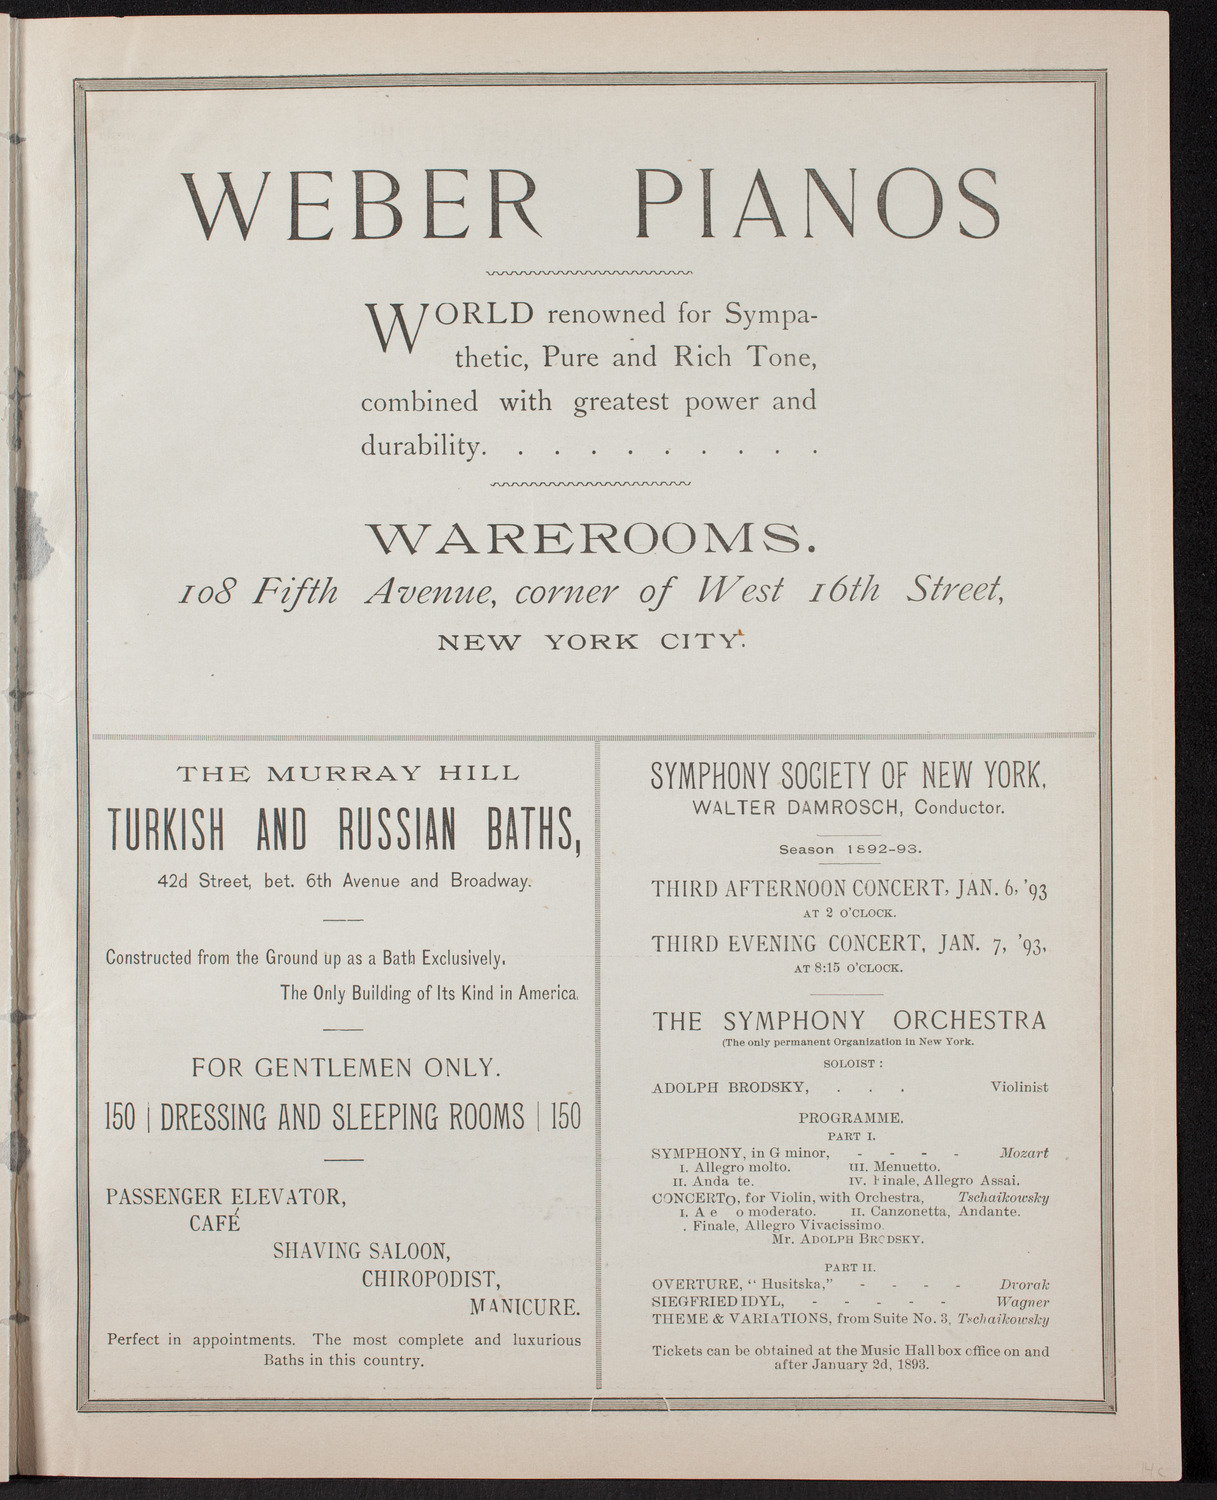 WEBER PIANOS
WORLD renowned for Sympa-
thetic, Pure and Rich Tone,
combined with greatest power and
durability. . . . . . . . . .
WAREROOMS.
108 Fifth Avenue, corner of West 16th Street,
NEW YORK CITY.
THE MURRAY HILL
TURKISH AND RUSSIAN BATHS,
42d Street, bet. 6th Avenue and Broadway.
Constructed from the Ground up as a Bath Exclusively.
The Only Building of Its Kind in America.
FOR GENTLEMEN ONLY.
150 | DRESSING AND SLEEPING ROOMS | 150
PASSENGER ELEVATOR,
CAFÉ
SHAVING SALOON,
CHIROPODIST,
MANICURE.
Perfect in appointments. The most complete and luxurious
Baths in this country.
SYMPHONY SOCIETY OF NEW YORK,
WALTER DAMROSCH, Conductor.
Season 1892-93.
THIRD AFTERNOON CONCERT, JAN. 6, '93
AT 2 O'CLOCK.
THIRD EVENING CONCERT, JAN. 7, '93,
AT 8:15 O'CLOCK.
THE SYMPHONY ORCHESTRA
(The only permanent Organization in New York.
SOLOIST :
ADOLPH BRODSKY, . . . Violinist
PROGRAMME.
PART I.
SYMPHONY, in G minor, - - - - Mozart
I. Allegro molto. III. Menuetto.
II. Anda te. IV. Finale, Allegro Assai.
CONCERTO, for Violin, with Orchestra, Tschaikowsky
I. A e o moderato. II. Canzonetta, Andante.
. Finale, Allegro Vivacissimo.
Mr. ADOLPH BRODSKY.
PART II.
OVERTURE, "Husitska," - - - - Dvorak
SIEGFRIED IDYL, - - - - - Wagner
THEME & VARIATIONS, from Suite No. 3, Tschaikowsky
Tickets can be obtained at the Music Hall box office on and
after January 2d, 1893.